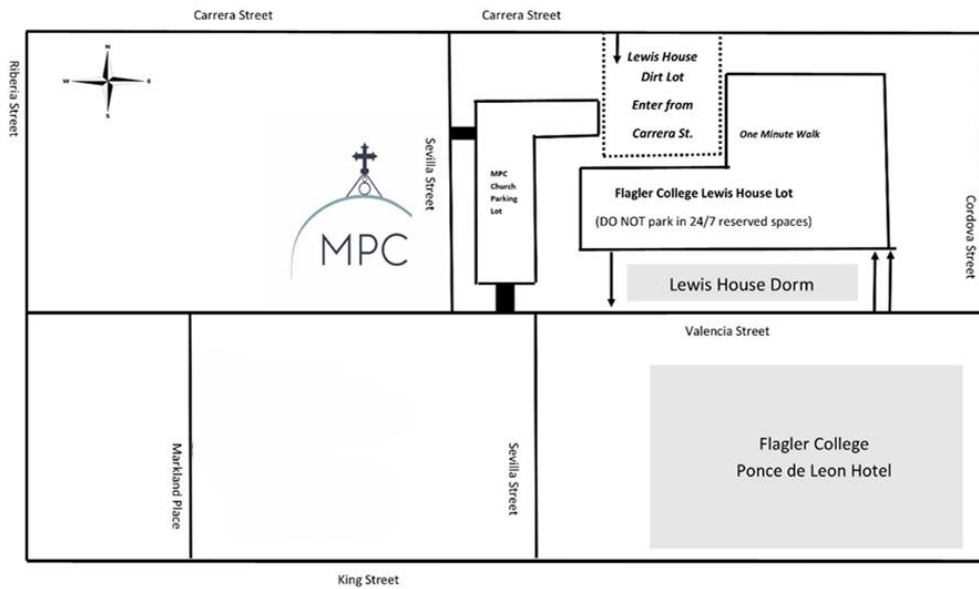 Carrera Street
Carrera Street
N
W
E
S
Riberia Street
Sevilla Street
MPC
MPC
Church
Parking
Lot
Lewis House
Dirt Lot
Enter from
Carrera St.
One Minute Walk
Flagler College Lewis House Lot
(DO NOT park in 24/7 reserved spaces)
Cordova Street
Lewis House Dorm
Valencia Street
Markland Place
Sevilla Street
Flagler College
Ponce de Leon Hotel
King Street